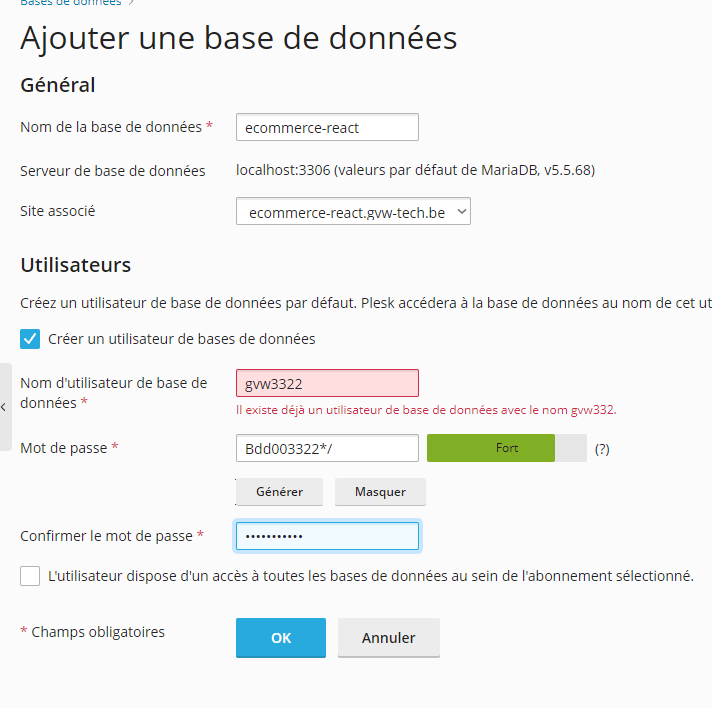 Bases de données >
Ajouter une base de données
Général
Nom de la base de données * ecommerce-react
Serveur de base de données localhost:3306 (valeurs par défaut de MariaDB, v5.5.68)
Site associé ecommerce-react.gvw-tech.be
Utilisateurs
Créez un utilisateur de base de données par défaut. Plesk accédera à la base de données au nom de cet ut
Créer un utilisateur de bases de données
Nom d'utilisateur de base de
données *
gvw3322
Il existe déjà un utilisateur de base de données avec le nom gvw332.
Mot de passe * Bdd003322*/ Fort (?)
Générer Masquer
Confirmer le mot de passe * •••••••••••
L'utilisateur dispose d'un accès à toutes les bases de données au sein de l'abonnement sélectionné.
* Champs obligatoires OK Annuler